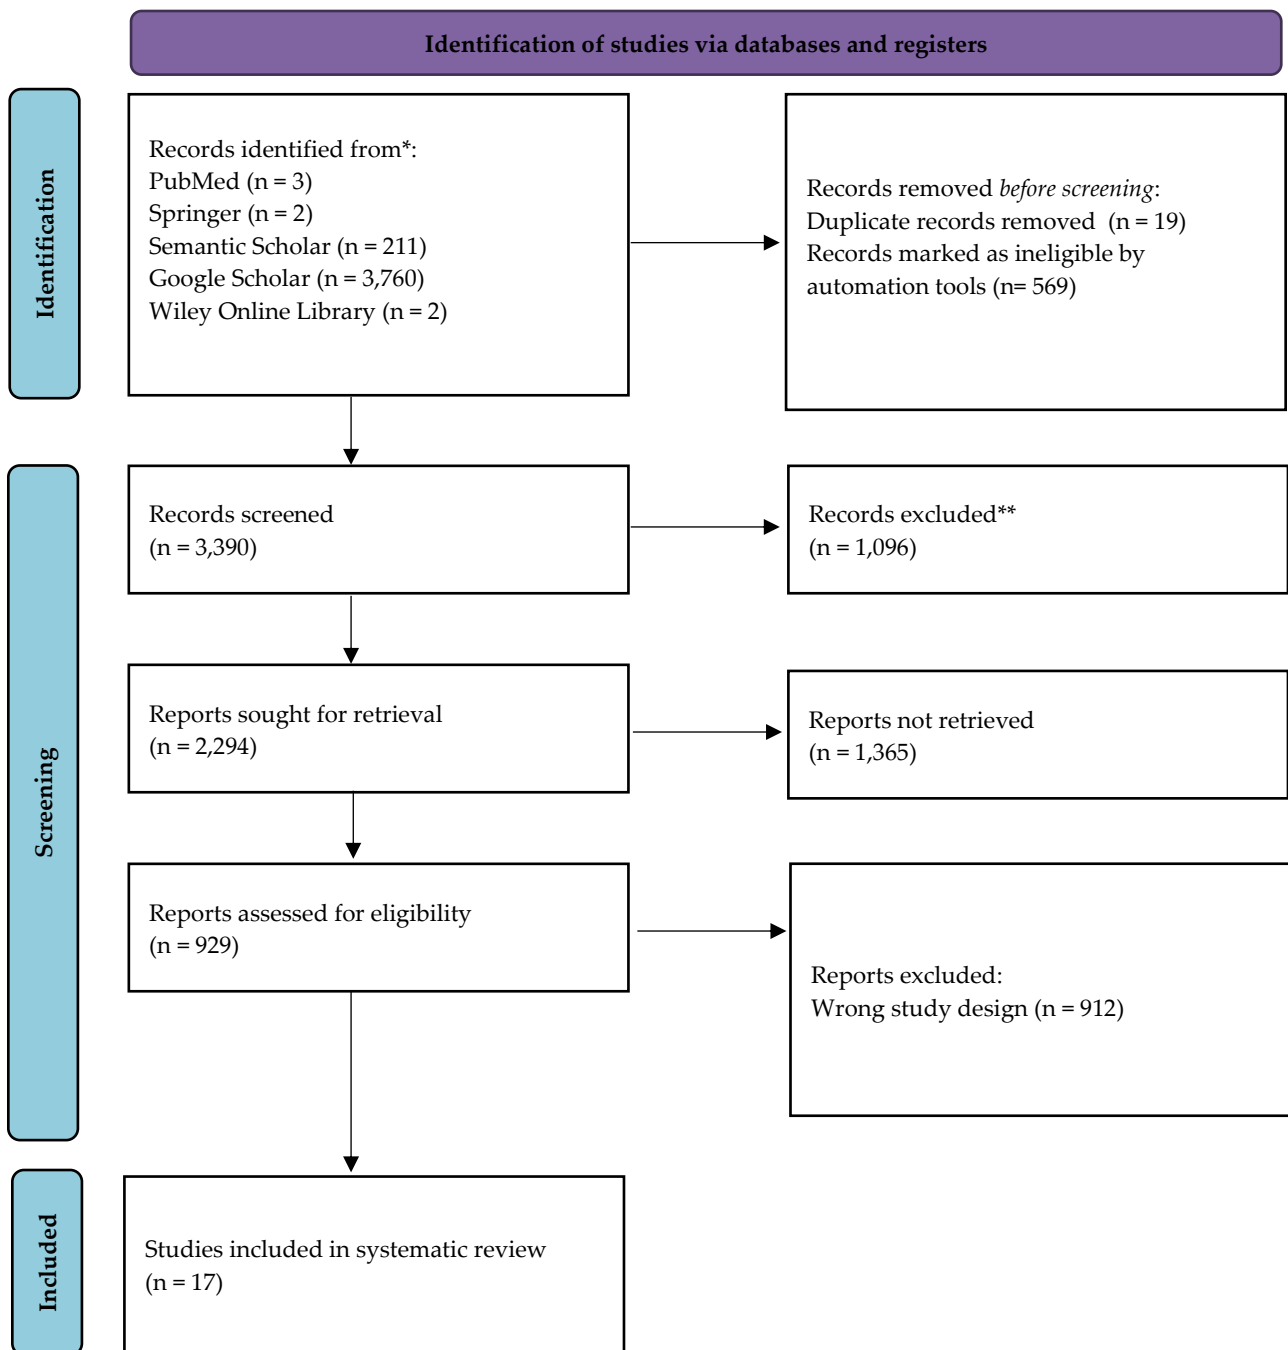 Identification of studies via databases and registers
Identification
Records identified from*:
PubMed (n = 3)
Springer (n = 2)
Semantic Scholar (n = 211)
Google Scholar (n = 3,760)
Wiley Online Library (n = 2)
Records removed before screening:
Duplicate records removed (n = 19)
Records marked as ineligible by
automation tools (n= 569)
Screening
Records screened
(n = 3,390)
Records excluded**
(n = 1,096)
Reports sought for retrieval
(n = 2,294)
Reports not retrieved
(n = 1,365)
Reports assessed for eligibility
(n = 929)
Reports excluded:
Wrong study design (n = 912)
Included
Studies included in systematic review
(n = 17)